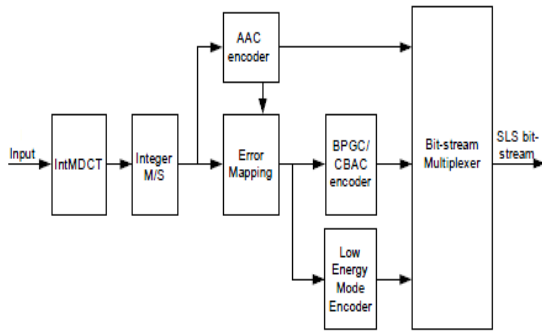 AAC
encoder
Input
IntMDCT
Integer
M/S
Error
Mapping
BPGC/
CBAC
encoder
Low
Energy
Mode
Encoder
Bit-stream
Multiplexer
SLS bit-
stream